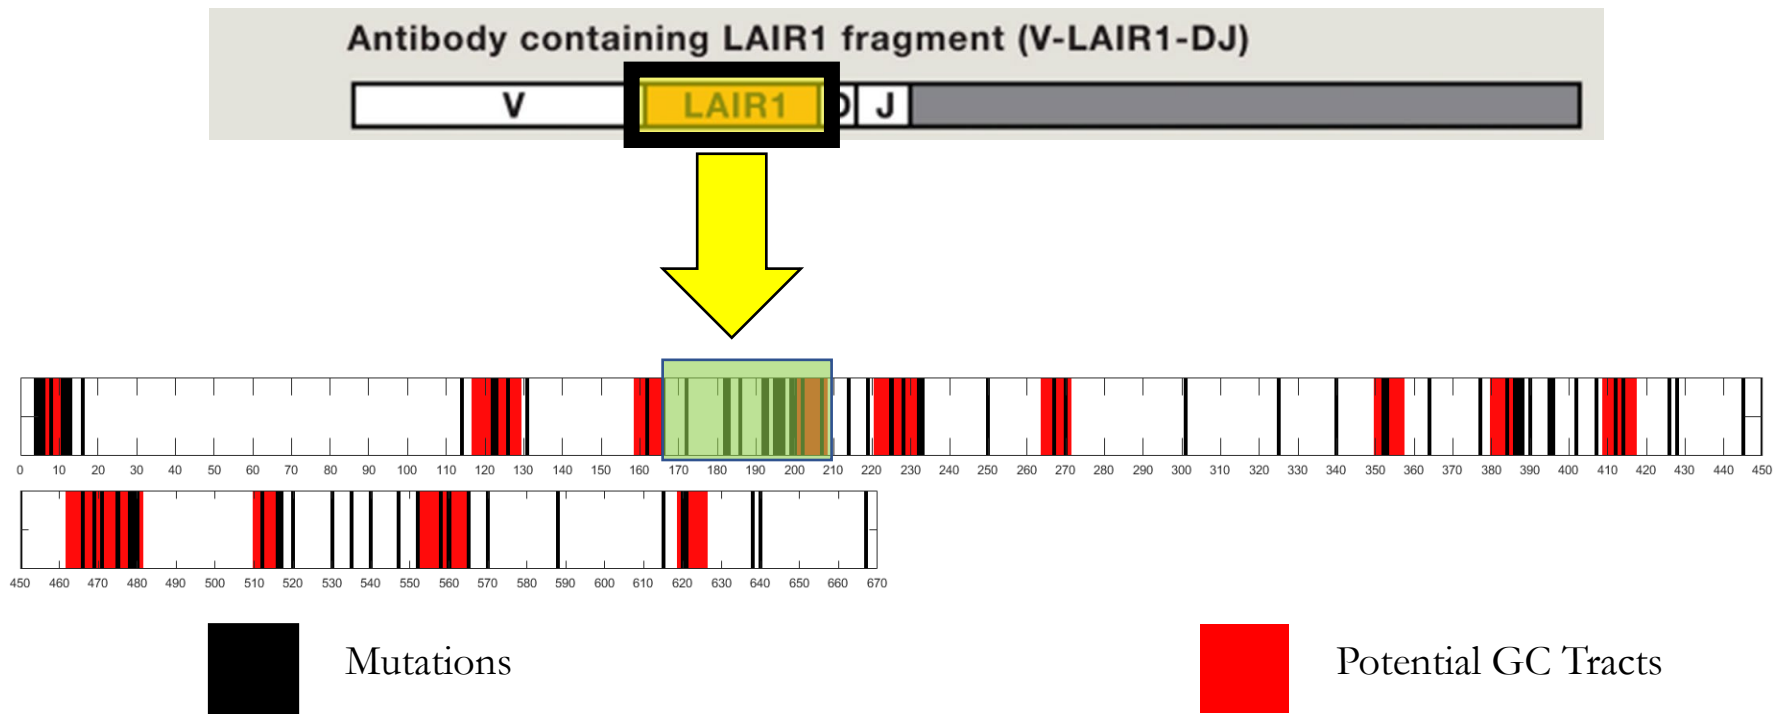 Antibody containing LAIR1 fragment (V-LAIR1-DJ)
V LAIR1 D J
0 10 20 30 40 50 60 70 80 90 100 110 120 130 140 150 160 170 180 190 200 210 220 230 240 250 260 270 280 290 300 310 320 330 340 350 360 370 380 390 400 410 420 430 440 450
450 460 470 480 490 500 510 520 530 540 550 560 570 580 590 600 610 620 630 640 650 660 670
Mutations Potential GC Tracts